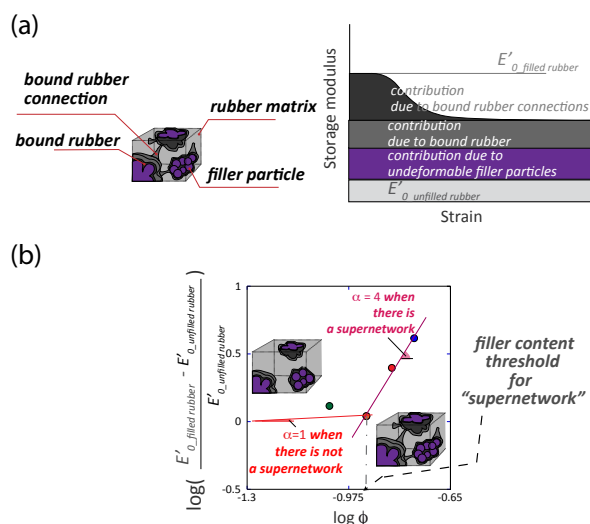 (a)
bound rubber
connection
rubber matrix
bound rubber
filler particle
Storage modulus
E'0_filled rubber
contribution
due to bound rubber connections
contribution
due to bound rubber
contribution due to
undeformable filler particles
E'0_unfilled rubber
Strain
(b)
log( E'0_filled rubber - E'0_unfilled rubber / E'0_unfilled rubber )
1
0.5
0
-0.5
α = 4 when
there is
a supernetwork
α=1 when
there is not
a supernetwork
filler content
threshold
for
“supernetwork”
-1.3
-0.975
-0.65
log ϕ